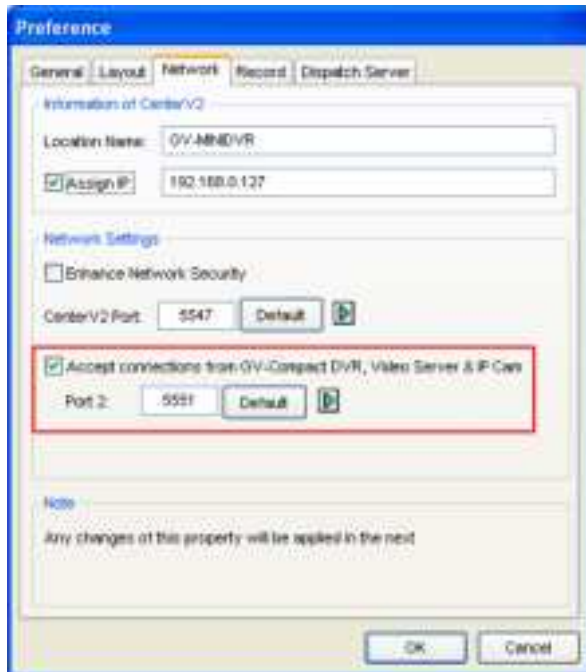 Preference
General Layout Network Record Dispatch Server
Information of CenterV2
Location Name: GV-MINIDVR
Assign IP 192.168.0.127
Network Settings
Enhance Network Security
CenterV2 Port: 5547 Default
Accept connections from GV-Compact DVR, Video Server & IP Cam
Port 2: 5551 Default
Note
Any changes of this property will be applied in the next
OK Cancel